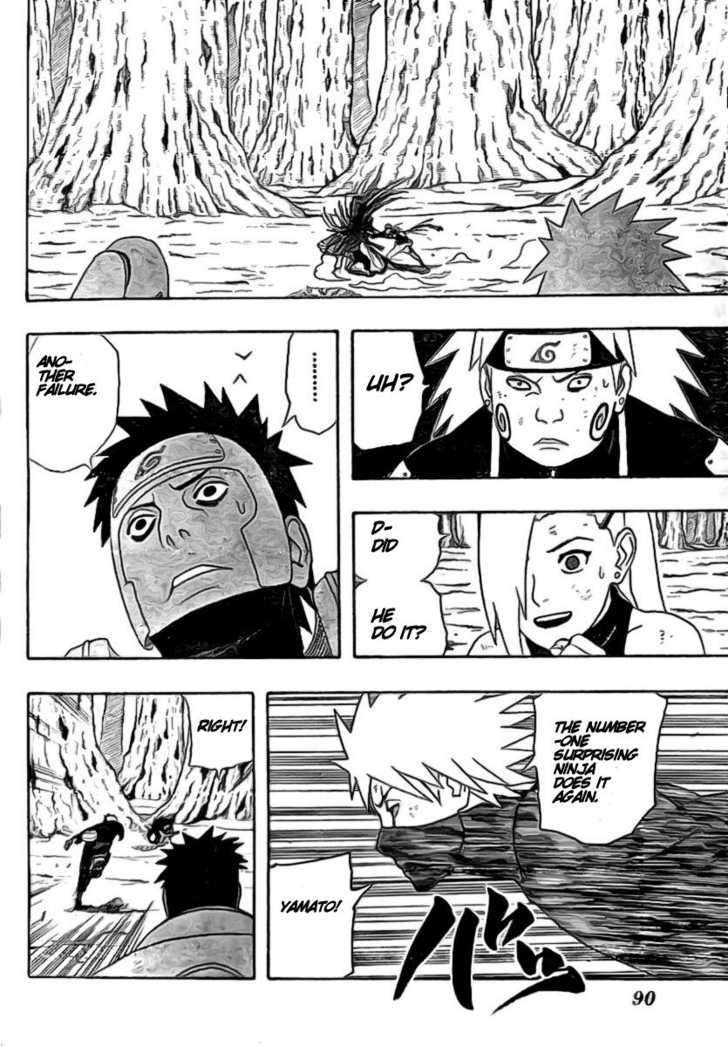 UH?
D-
DID
HE
DO IT?
.........
ANO-
THER
FAILURE.
THE NUMBER
-ONE
SURPRISING
NINJA
DOES IT
AGAIN.
YAMATO!
バッ
RIGHT!
90